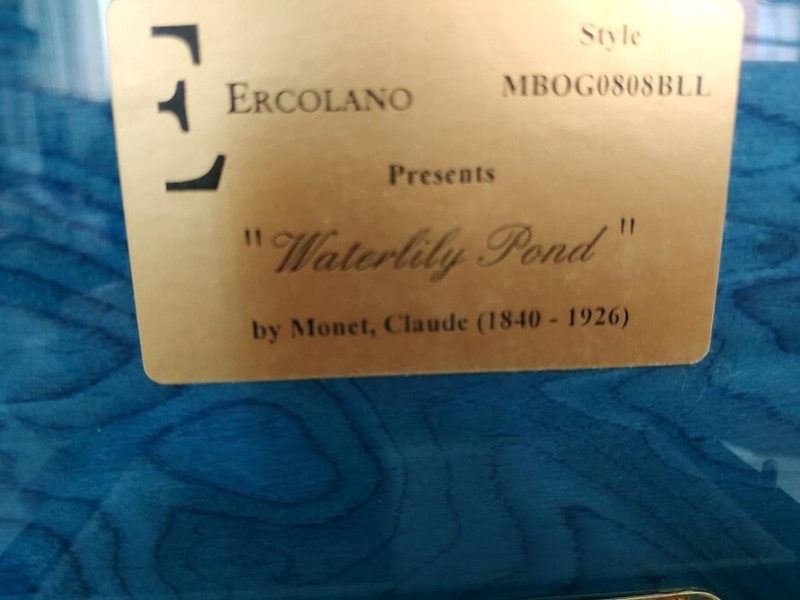 Style
E ERCOLANO
MBOG0808BLL
Presents
"Waterlily Pond"
by Monet, Claude (1840 - 1926)